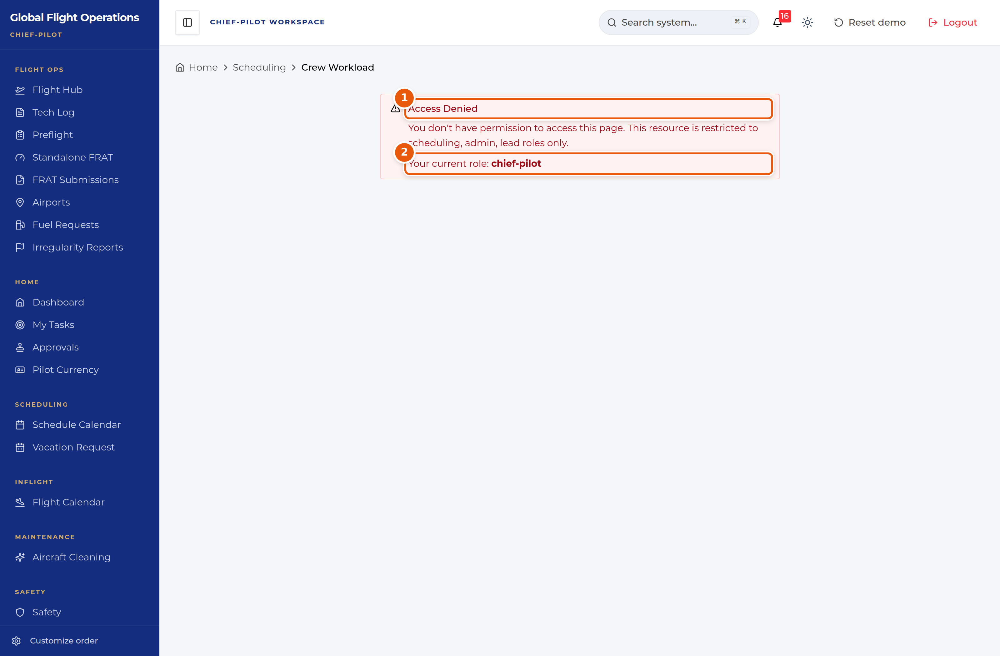 Global Flight Operations
CHIEF-PILOT
FLIGHT OPS
Flight Hub
Tech Log
Preflight
Standalone FRAT
FRAT Submissions
Airports
Fuel Requests
Irregularity Reports
HOME
Dashboard
My Tasks
Approvals
Pilot Currency
SCHEDULING
Schedule Calendar
Vacation Request
INFLIGHT
Flight Calendar
MAINTENANCE
Aircraft Cleaning
SAFETY
Safety
Customize order
CHIEF-PILOT WORKSPACE
Search system... ⌘ K
16
Reset demo
Logout
Home > Scheduling > Crew Workload
1
Access Denied
You don't have permission to access this page. This resource is restricted to
scheduling, admin, lead roles only.
2
Your current role: chief-pilot